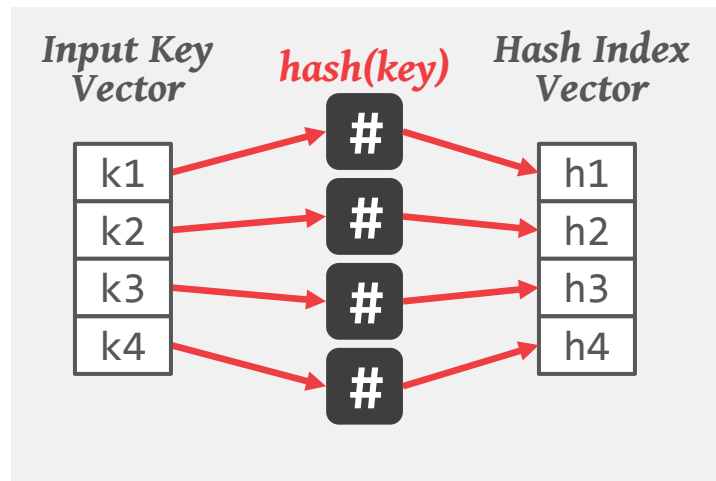 Input Key
Vector
hash(key)
Hash Index
Vector
k1
k2
k3
k4
#
#
#
#
h1
h2
h3
h4